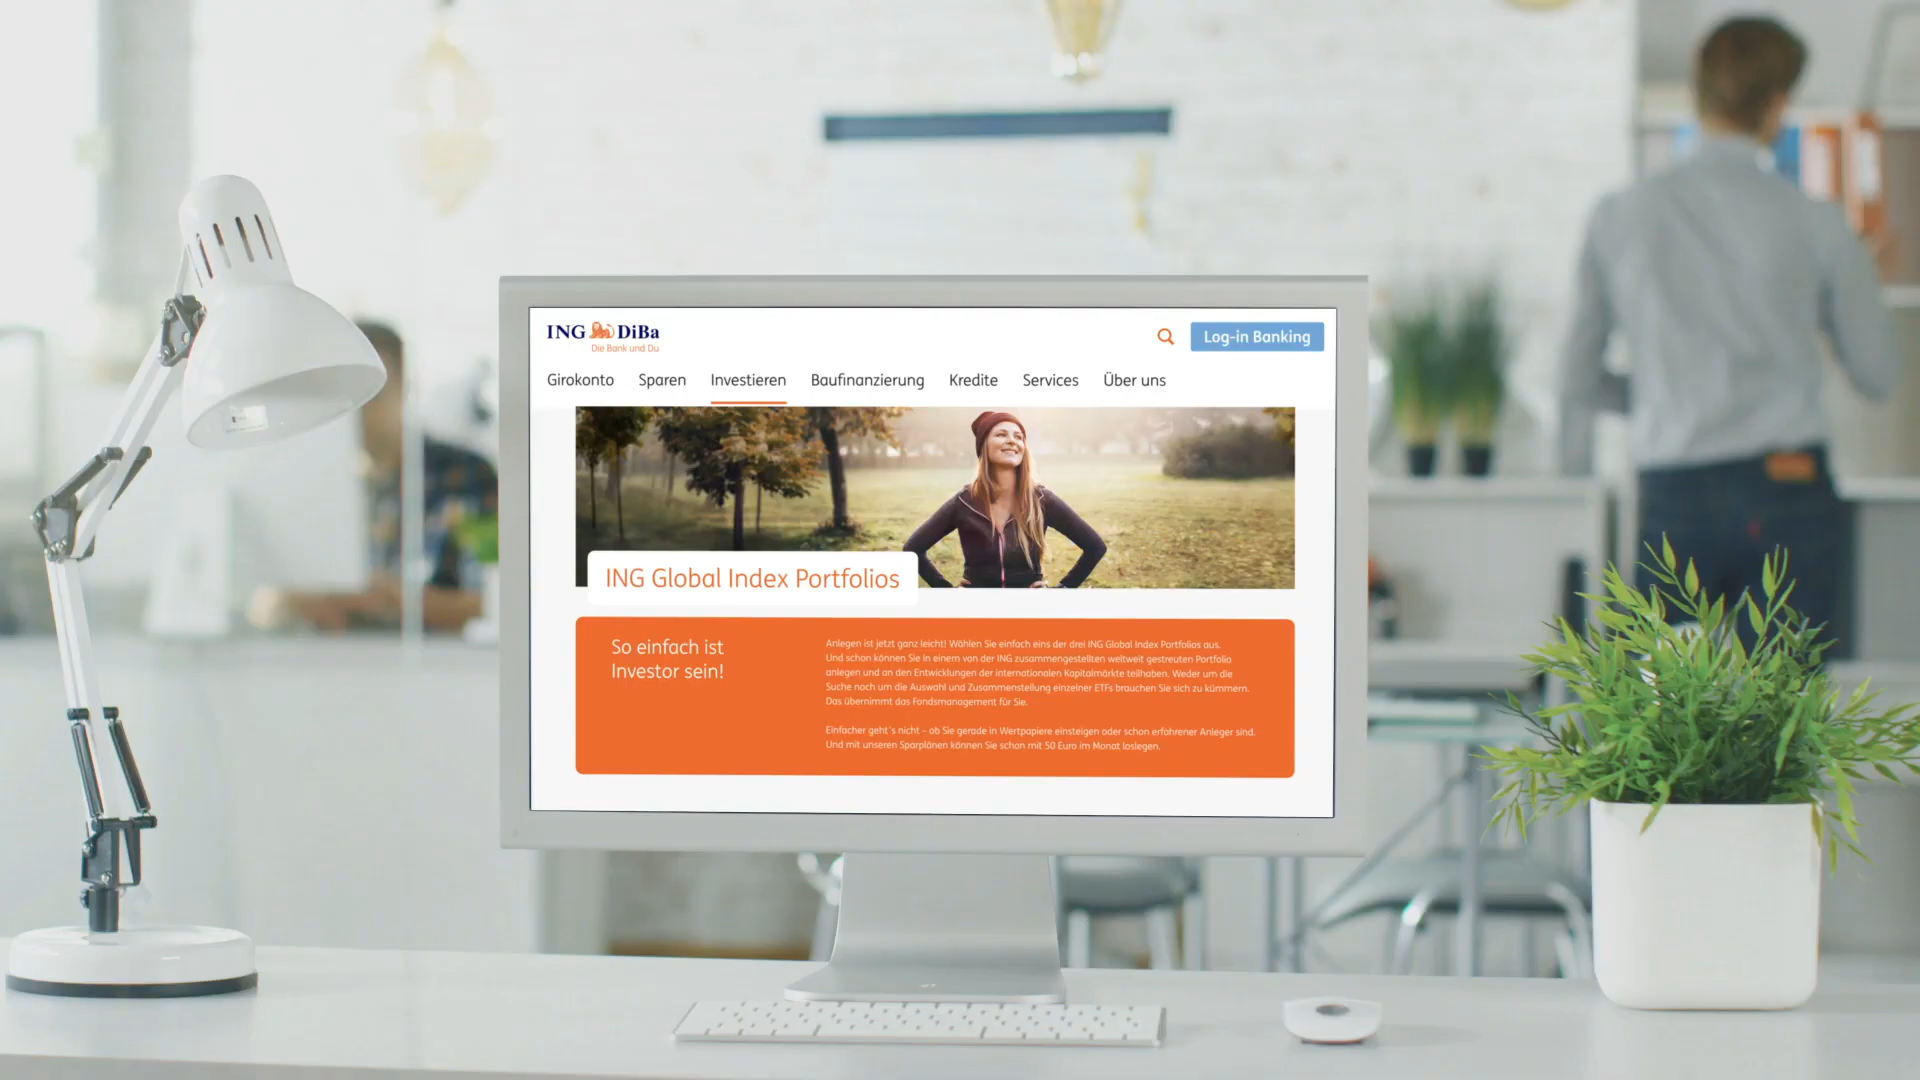 ING DiBa
Die Bank und Du
Log-in Banking
Girokonto Sparen Investieren Baufinanzierung Kredite Services Über uns
ING Global Index Portfolios
So einfach ist
Investor sein!
Anlegen ist jetzt ganz leicht! Wählen Sie einfach eins der drei ING Global Index Portfolios aus.
Und schon können Sie in einem von der ING zusammengestellten weltweit gestreuten Portfolio
anlegen und an den Entwicklungen der internationalen Kapitalmärkte teilhaben. Weder um die
Suche noch um die Auswahl und Zusammenstellung einzelner ETFs brauchen Sie sich zu kümmern.
Das übernimmt das Fondsmanagement für Sie.
Einfacher geht´s nicht – ob Sie gerade in Wertpapiere einsteigen oder schon erfahrener Anleger sind.
Und mit unseren Sparplänen können Sie schon mit 50 Euro im Monat loslegen.